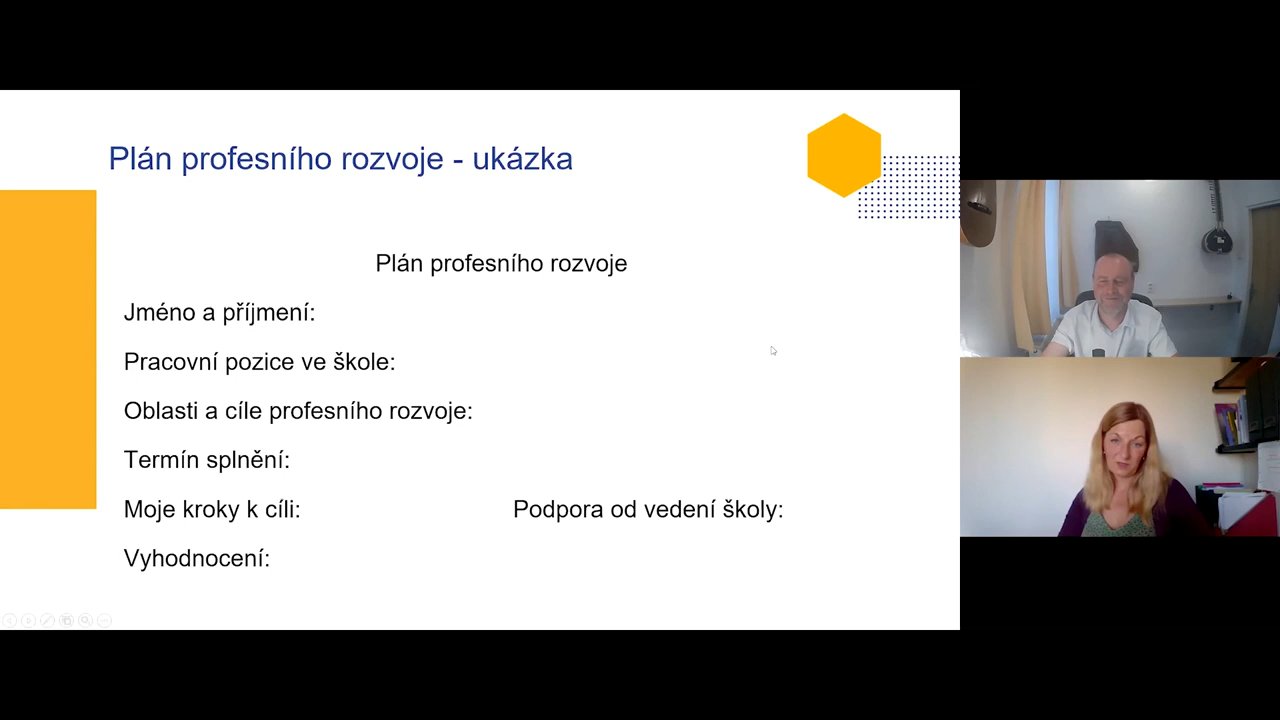 Plán profesního rozvoje - ukázka
Plán profesního rozvoje
Jméno a příjmení:
Pracovní pozice ve škole:
Oblasti a cíle profesního rozvoje:
Termín splnění:
Moje kroky k cíli: Podpora od vedení školy:
Vyhodnocení: